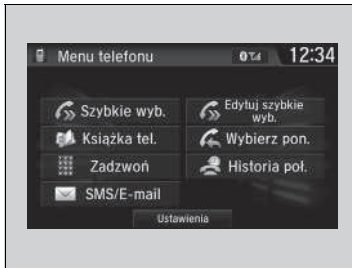 Menu telefonu
12:34
Szybkie wyb.
Edytuj szybkie
wyb.
Książka tel.
Wybierz pon.
Zadzwoń
Historia poł.
SMS/E-mail
Ustawienia